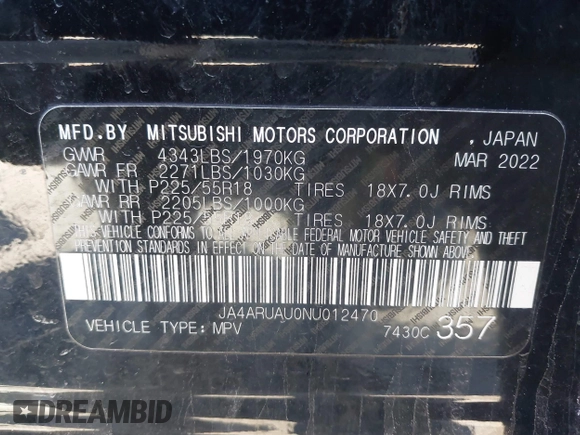 MFD.BY MITSUBISHI MOTORS CORPORATION , JAPAN
GVWR 4343LBS/1970KG MAR 2022
GAWR FR 2271LBS/1030KG
WITH P225/55R18 TIRES 18X7.0J RIMS
GAWR RR 2205LBS/1000KG
WITH P225/55R18 TIRES 18X7.0J RIMS
THIS VEHICLE CONFORMS TO ALL APPLICABLE FEDERAL MOTOR VEHICLE SAFETY AND THEFT
PREVENTION STANDARDS IN EFFECT ON THE DATE OF MANUFACTURE SHOWN ABOVE.
JA4ARUAU0NU012470
VEHICLE TYPE: MPV 7430C 357
DREAMBID